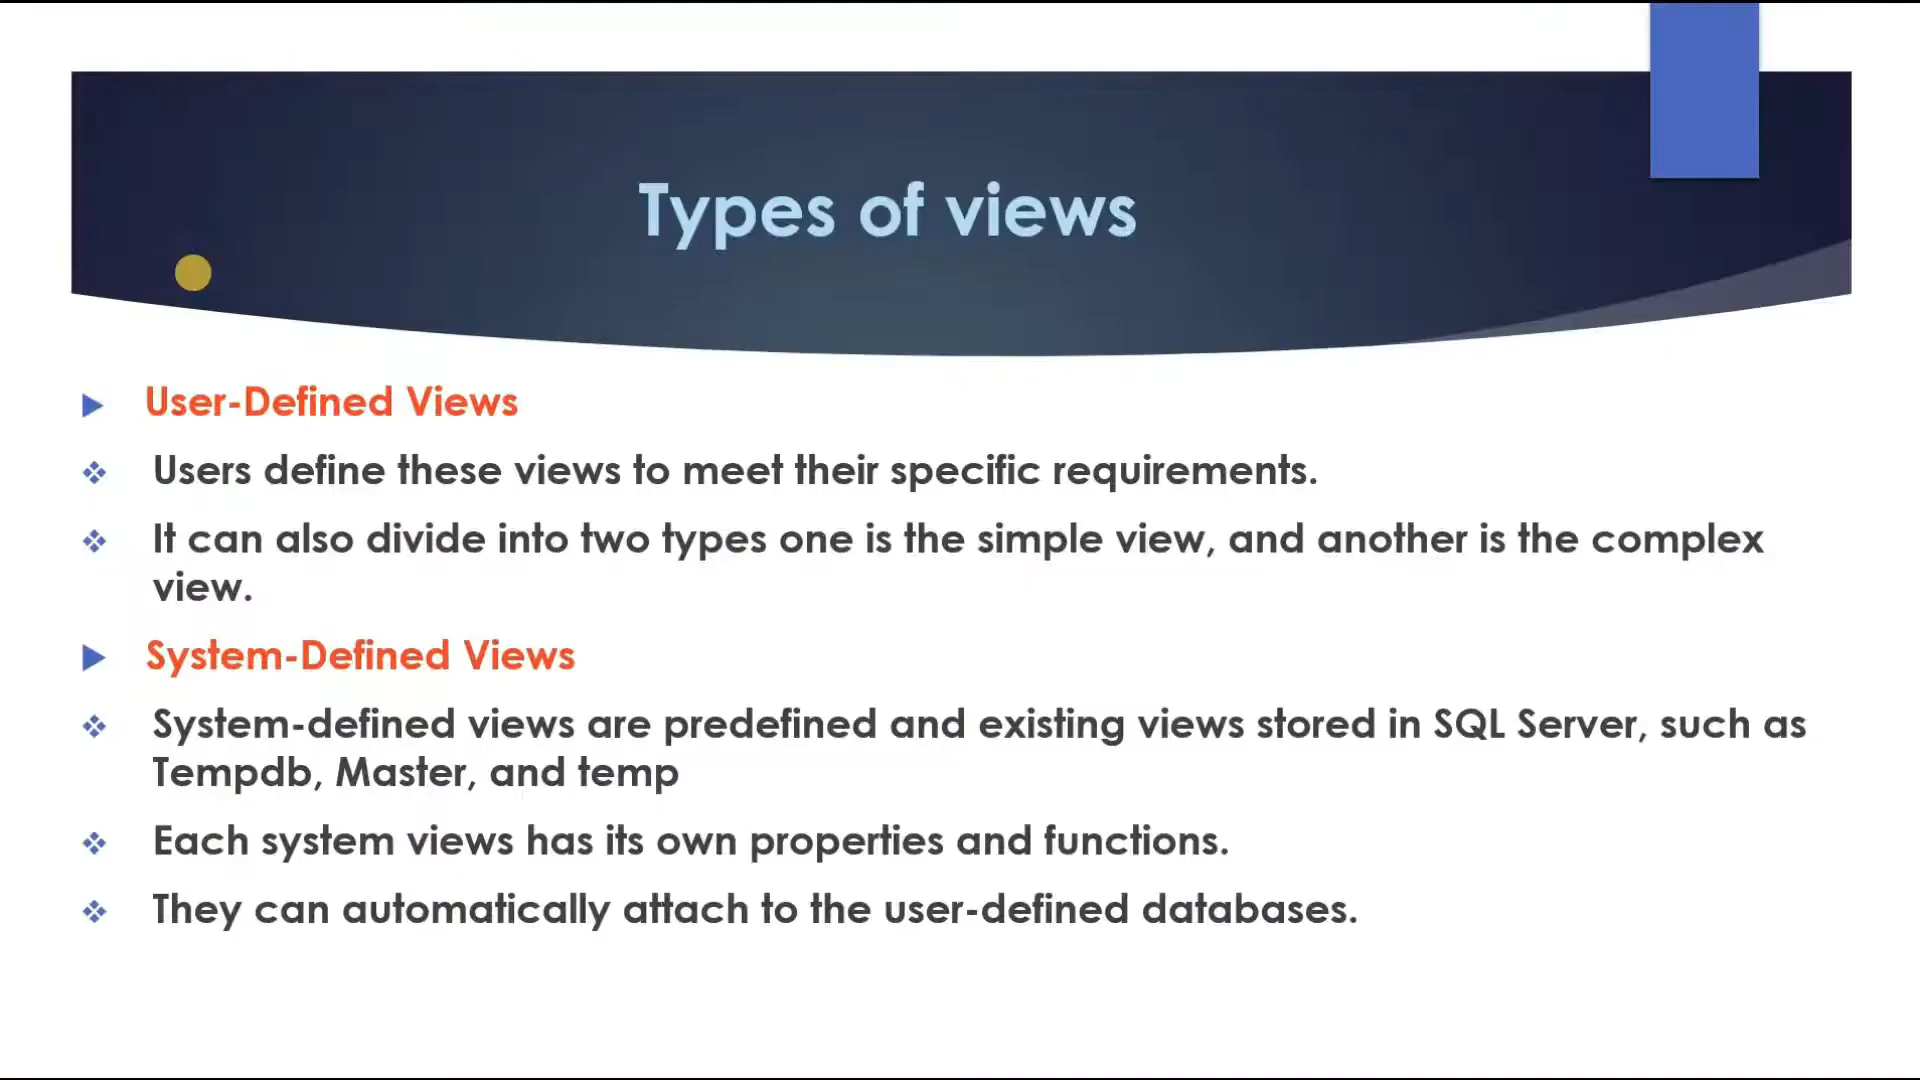 Types of views
User-Defined Views
Users define these views to meet their specific requirements.
It can also divide into two types one is the simple view, and another is the complex
view.
System-Defined Views
System-defined views are predefined and existing views stored in SQL Server, such as
Tempdb, Master, and temp
Each system views has its own properties and functions.
They can automatically attach to the user-defined databases.